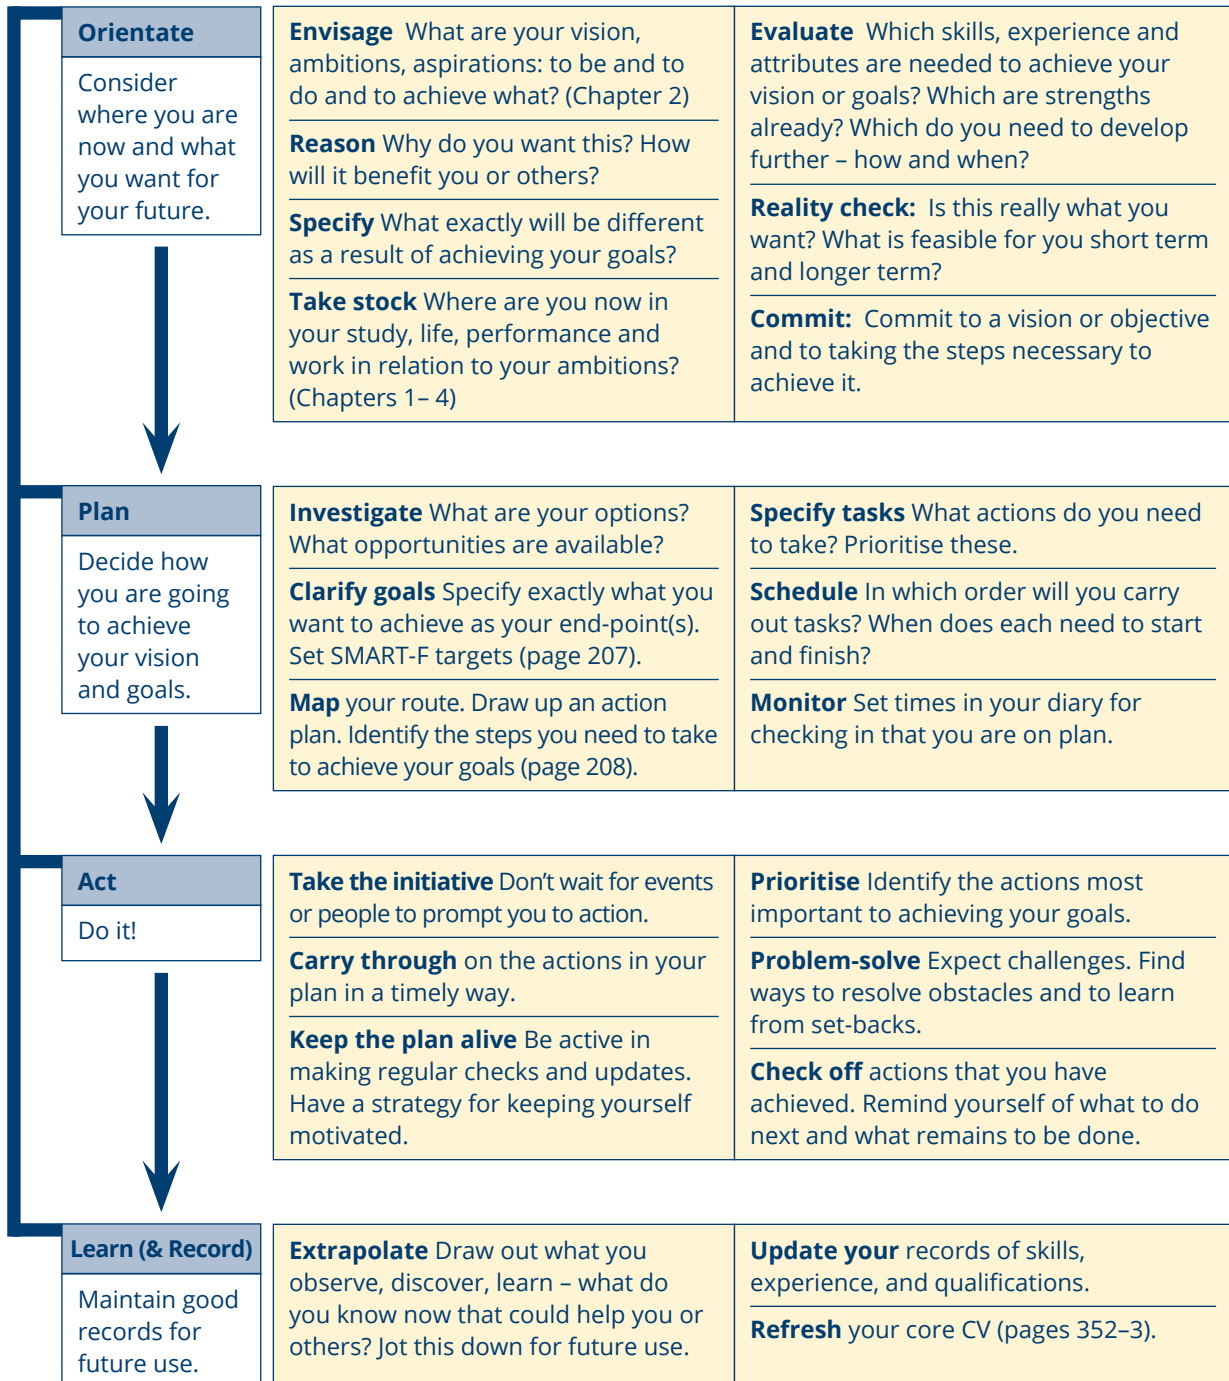 Orientate
Consider
where you are
now and what
you want for
your future.
Envisage What are your vision,
ambitions, aspirations: to be and to
do and to achieve what? (Chapter 2)
Reason Why do you want this? How
will it benefit you or others?
Specify What exactly will be different
as a result of achieving your goals?
Take stock Where are you now in
your study, life, performance and
work in relation to your ambitions?
(Chapters 1– 4)
Evaluate Which skills, experience and
attributes are needed to achieve your
vision or goals? Which are strengths
already? Which do you need to develop
further – how and when?
Reality check: Is this really what you
want? What is feasible for you short term
and longer term?
Commit: Commit to a vision or objective
and to taking the steps necessary to
achieve it.
Plan
Decide how
you are going
to achieve
your vision
and goals.
Investigate What are your options?
What opportunities are available?
Clarify goals Specify exactly what you
want to achieve as your end-point(s).
Set SMART-F targets (page 207).
Map your route. Draw up an action
plan. Identify the steps you need to take
to achieve your goals (page 208).
Specify tasks What actions do you need
to take? Prioritise these.
Schedule In which order will you carry
out tasks? When does each need to start
and finish?
Monitor Set times in your diary for
checking in that you are on plan.
Act
Do it!
Take the initiative Don’t wait for events
or people to prompt you to action.
Carry through on the actions in your
plan in a timely way.
Keep the plan alive Be active in
making regular checks and updates.
Have a strategy for keeping yourself
motivated.
Prioritise Identify the actions most
important to achieving your goals.
Problem-solve Expect challenges. Find
ways to resolve obstacles and to learn
from set-backs.
Check off actions that you have
achieved. Remind yourself of what to do
next and what remains to be done.
Learn (& Record)
Maintain good
records for
future use.
Extrapolate Draw out what you
observe, discover, learn – what do
you know now that could help you or
others? Jot this down for future use.
Update your records of skills,
experience, and qualifications.
Refresh your core CV (pages 352–3).